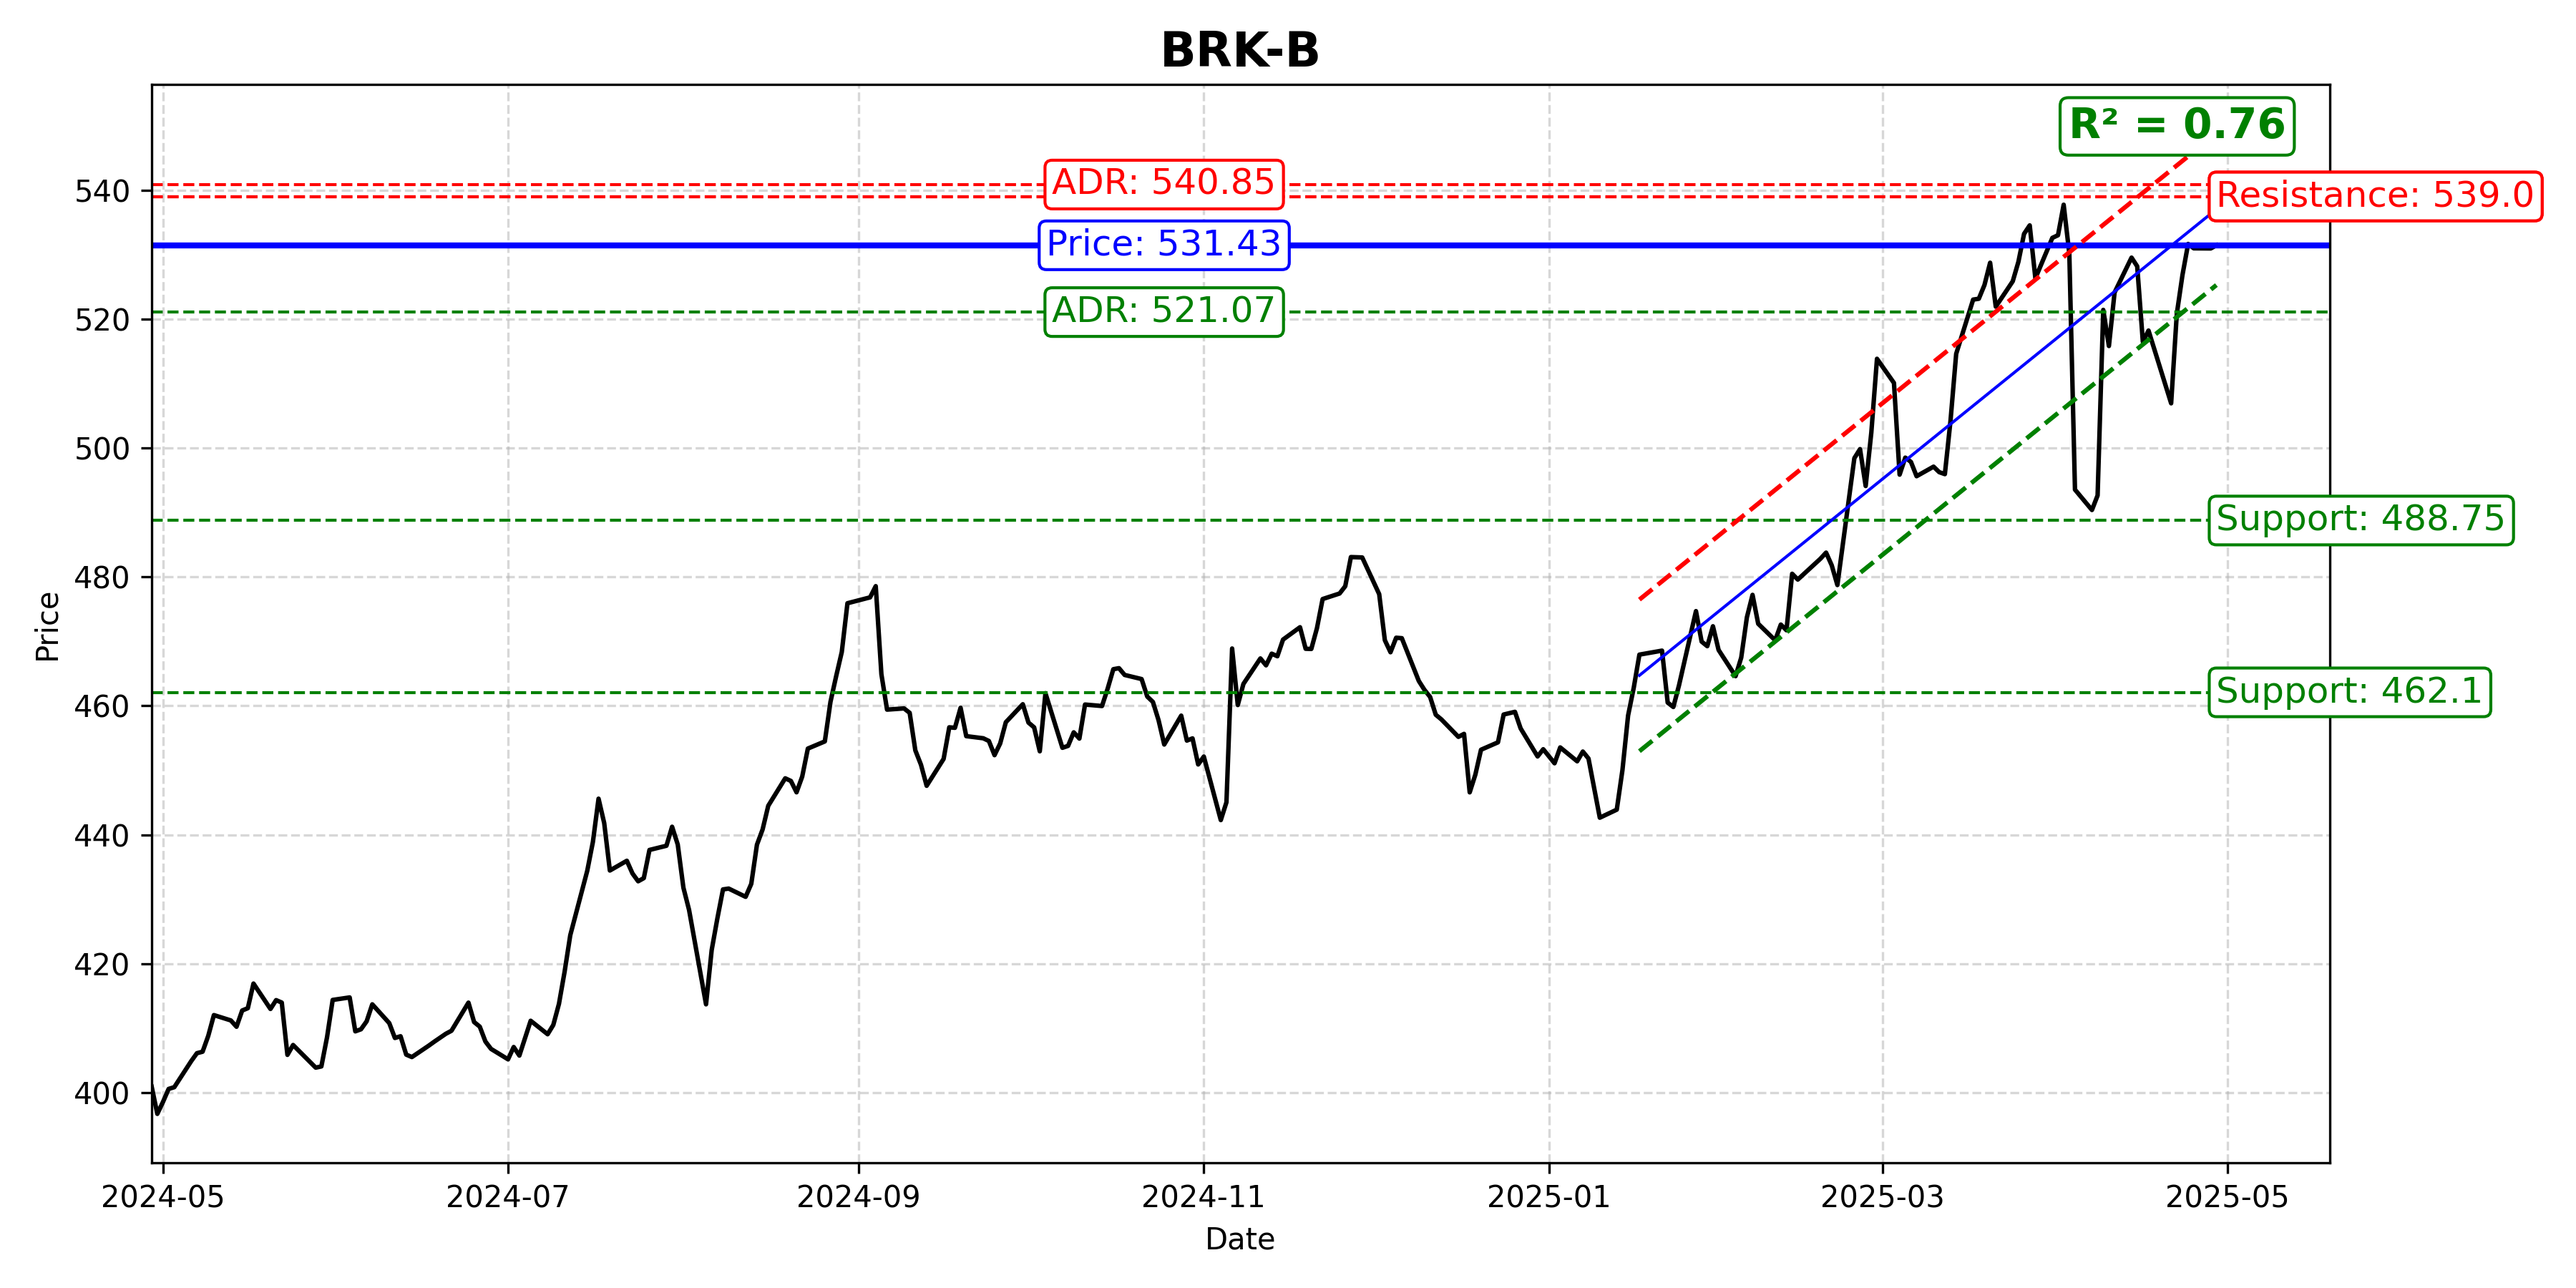 BRK-B
R² = 0.76
540
ADR: 540.85
Resistance: 539.0
Price: 531.43
520
ADR: 521.07
500
Support: 488.75
480
Price
460
Support: 462.1
440
420
400
2024-05
2024-07
2024-09
2024-11
2025-01
2025-03
2025-05
Date